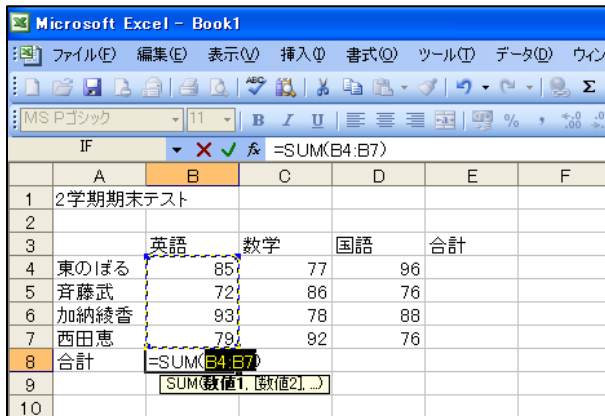 Microsoft Excel - Book1
ファイル(F) 編集(E) 表示(V) 挿入(I) 書式(O) ツール(T) データ(D) ウィン
ABC Σ
MS Pゴシック 11 B I U % ,
IF × ✓ fx =SUM(B4:B7)
A B C D E F
1 2学期期末テスト
2
3 英語 数学 国語 合計
4 東のぼる 85 77 96
5 斉藤武 72 86 76
6 加納綾香 93 78 88
7 西田恵 79 92 76
8 合計 =SUM(B4:B7)
9 SUM(数値1, [数値2], ...)
10